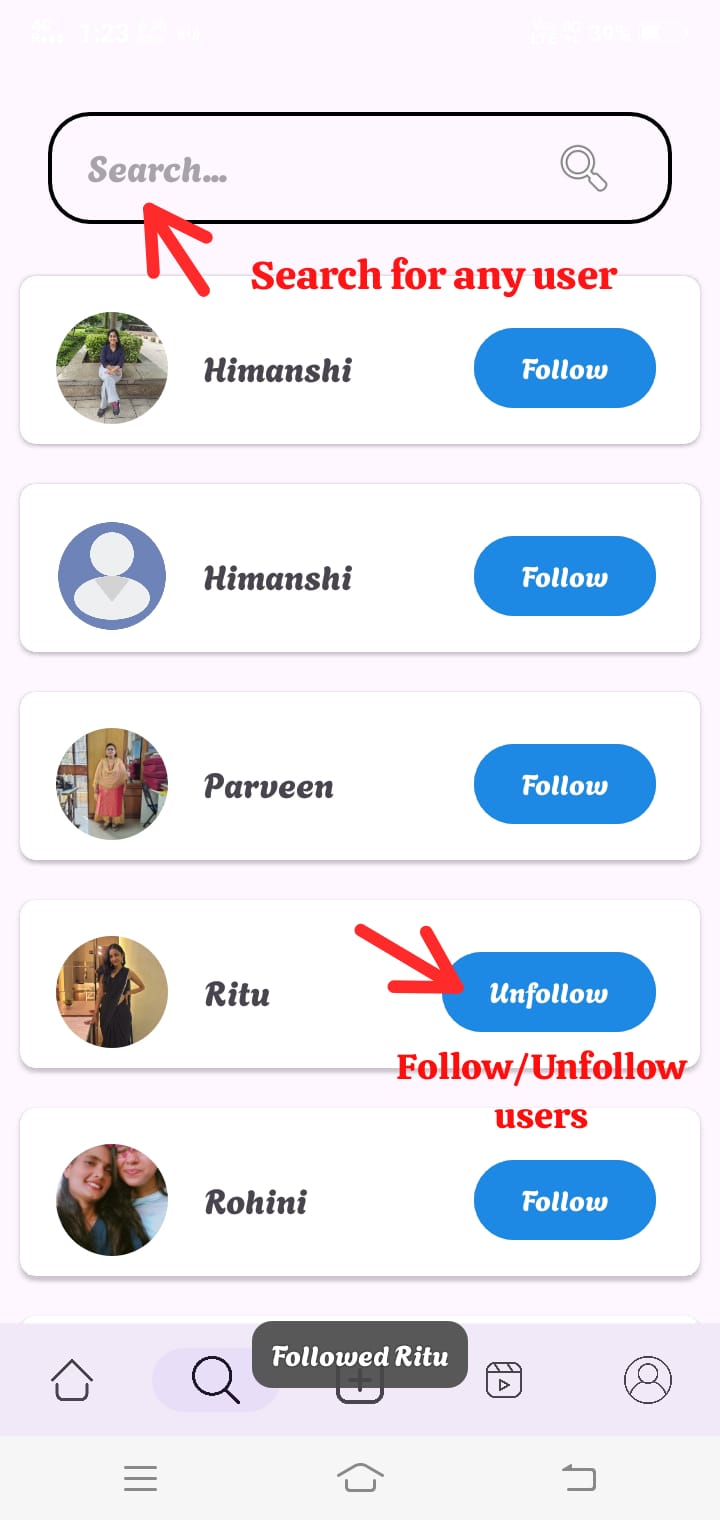 1:23
30%
Search...
Search for any user
Himanshi
Follow
Himanshi
Follow
Parveen
Follow
Ritu
Unfollow
Follow/Unfollow
users
Rohini
Follow
Followed Ritu